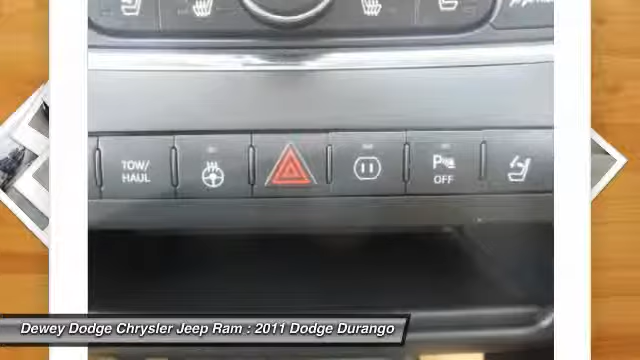 TOW/
HAUL
P
OFF
Dewey Dodge Chrysler Jeep Ram : 2011 Dodge Durango